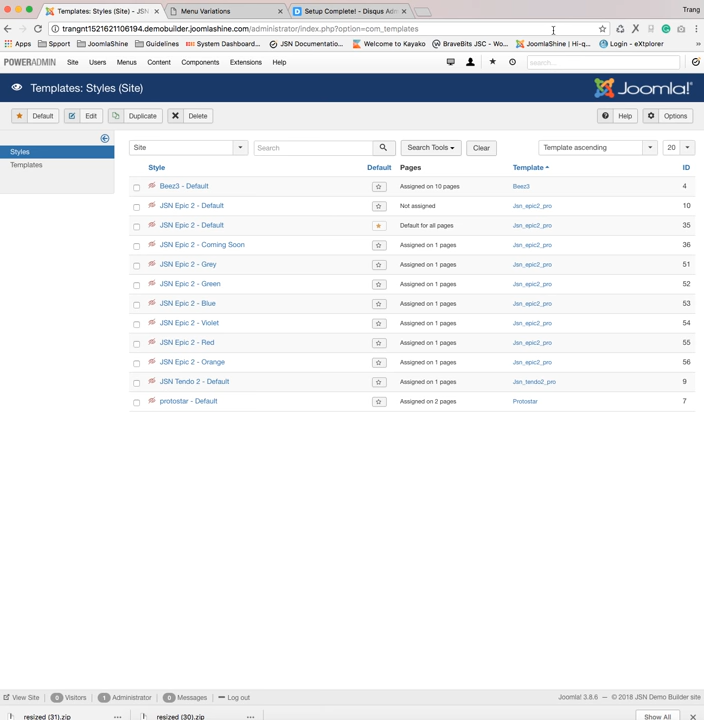 Templates: Styles (Site) - JSN
Menu Variations
Setup Complete! - Disqus Adm
Trang
trangnt1521621106194.demobuilder.joomlashine.com/administrator/index.php?option=com_templates
Apps Spport JoomlaShine Guidelines System Dashboard... JSN Documentatio... Welcome to Kayako BraveBits JSC - Wo... JoomlaShine | Hi-q... Login - eXtplorer »
POWERADMIN Site Users Menus Content Components Extensions Help search...
Templates: Styles (Site) Joomla!®
Default Edit Duplicate Delete Help Options
Styles
Templates
Site Search Search Tools Clear Template ascending 20
Style Default Pages Template ID
Beez3 - Default Assigned on 10 pages Beez3 4
JSN Epic 2 - Default Not assigned Jsn_epic2_pro 10
JSN Epic 2 - Default Default for all pages Jsn_epic2_pro 35
JSN Epic 2 - Coming Soon Assigned on 1 pages Jsn_epic2_pro 36
JSN Epic 2 - Grey Assigned on 1 pages Jsn_epic2_pro 51
JSN Epic 2 - Green Assigned on 1 pages Jsn_epic2_pro 52
JSN Epic 2 - Blue Assigned on 1 pages Jsn_epic2_pro 53
JSN Epic 2 - Violet Assigned on 1 pages Jsn_epic2_pro 54
JSN Epic 2 - Red Assigned on 1 pages Jsn_epic2_pro 55
JSN Epic 2 - Orange Assigned on 1 pages Jsn_epic2_pro 56
JSN Tendo 2 - Default Assigned on 1 pages Jsn_tendo2_pro 9
protostar - Default Assigned on 2 pages Protostar 7
View Site 0 Visitors 1 Administrator 0 Messages Log out Joomla! 3.8.6 — © 2018 JSN Demo Builder site
resized (31).zip resized (30).zip Show All